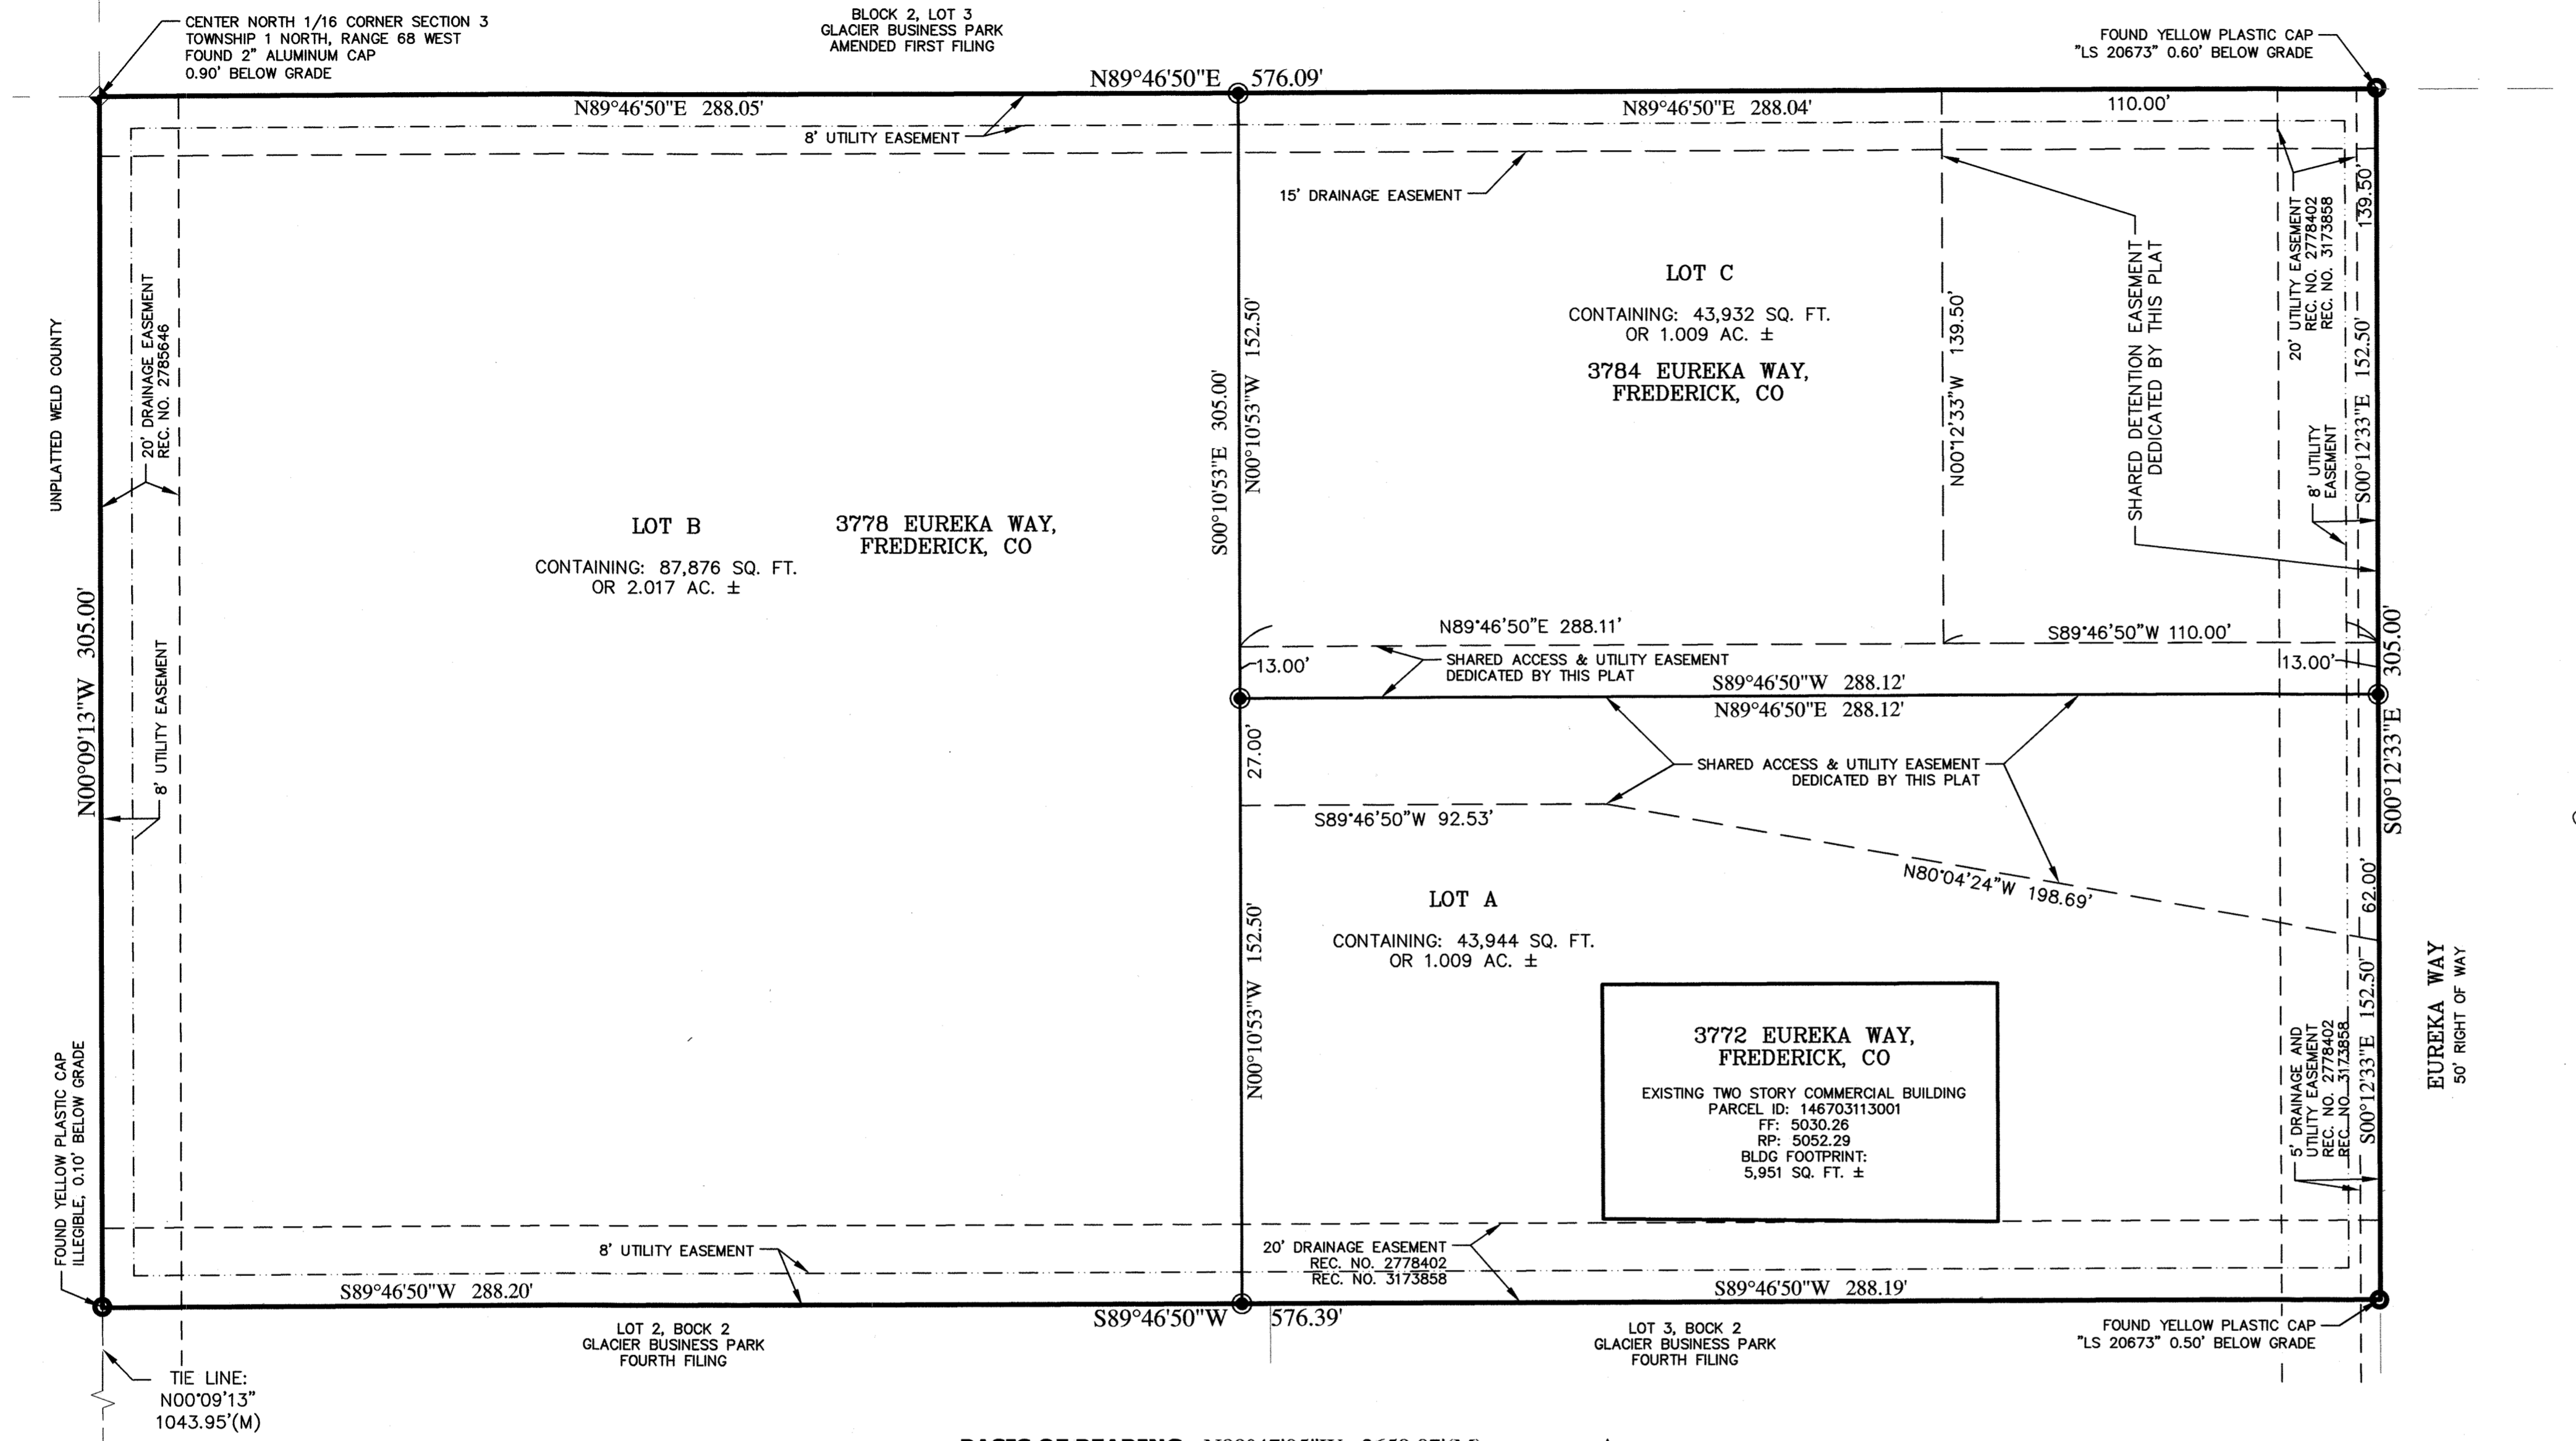 CENTER NORTH 1/16 CORNER SECTION 3
TOWNSHIP 1 NORTH, RANGE 68 WEST
FOUND 2" ALUMINUM CAP
0.90' BELOW GRADE
BLOCK 2, LOT 3
GLACIER BUSINESS PARK
AMENDED FIRST FILING
FOUND YELLOW PLASTIC CAP
"LS 20673" 0.60' BELOW GRADE
N89°46'50"E 576.09'
N89°46'50"E 288.05'
N89°46'50"E 288.04'
110.00'
8' UTILITY EASEMENT
15' DRAINAGE EASEMENT
139.50'
20' UTILITY EASEMENT
REC. NO. 2778402
REC. NO. 3173858
UNPLATTED WELD COUNTY
20' DRAINAGE EASEMENT
REC. NO. 2785646
LOT C
CONTAINING: 43,932 SQ. FT.
OR 1.009 AC. ±
3784 EUREKA WAY,
FREDERICK, CO
SHARED DETENTION EASEMENT
DEDICATED BY THIS PLAT
N00°12'33"W 139.50'
S00°10'53"E 305.00'
N00°10'53"W 152.50'
8' UTILITY
EASEMENT
S00°12'33"E 152.50'
LOT B
CONTAINING: 87,876 SQ. FT.
OR 2.017 AC. ±
3778 EUREKA WAY,
FREDERICK, CO
N00°09'13"W 305.00'
8' UTILITY EASEMENT
N89°46'50"E 288.11'
S89°46'50"W 110.00'
13.00'
SHARED ACCESS & UTILITY EASEMENT
DEDICATED BY THIS PLAT
13.00'
S89°46'50"W 288.12'
N89°46'50"E 288.12'
S00°12'33"E 305.00'
27.00'
SHARED ACCESS & UTILITY EASEMENT
DEDICATED BY THIS PLAT
S89°46'50"W 92.53'
N80°04'24"W 198.69'
62.00'
LOT A
CONTAINING: 43,944 SQ. FT.
OR 1.009 AC. ±
N00°10'53"W 152.50'
3772 EUREKA WAY,
FREDERICK, CO
EXISTING TWO STORY COMMERCIAL BUILDING
PARCEL ID: 146703113001
FF: 5030.26
RP: 5052.29
BLDG FOOTPRINT:
5,951 SQ. FT. ±
5' DRAINAGE AND
UTILITY EASEMENT
REC. NO. 2778402
REC. NO. 3173858
S00°12'33"E 152.50'
EUREKA WAY
50' RIGHT OF WAY
FOUND YELLOW PLASTIC CAP
ILLEGIBLE, 0.10' BELOW GRADE
8' UTILITY EASEMENT
20' DRAINAGE EASEMENT
REC. NO. 2778402
REC. NO. 3173858
S89°46'50"W 288.20'
S89°46'50"W 288.19'
S89°46'50"W 576.39'
LOT 2, BOCK 2
GLACIER BUSINESS PARK
FOURTH FILING
LOT 3, BOCK 2
GLACIER BUSINESS PARK
FOURTH FILING
FOUND YELLOW PLASTIC CAP
"LS 20673" 0.50' BELOW GRADE
TIE LINE:
N00°09'13"
1043.95'(M)